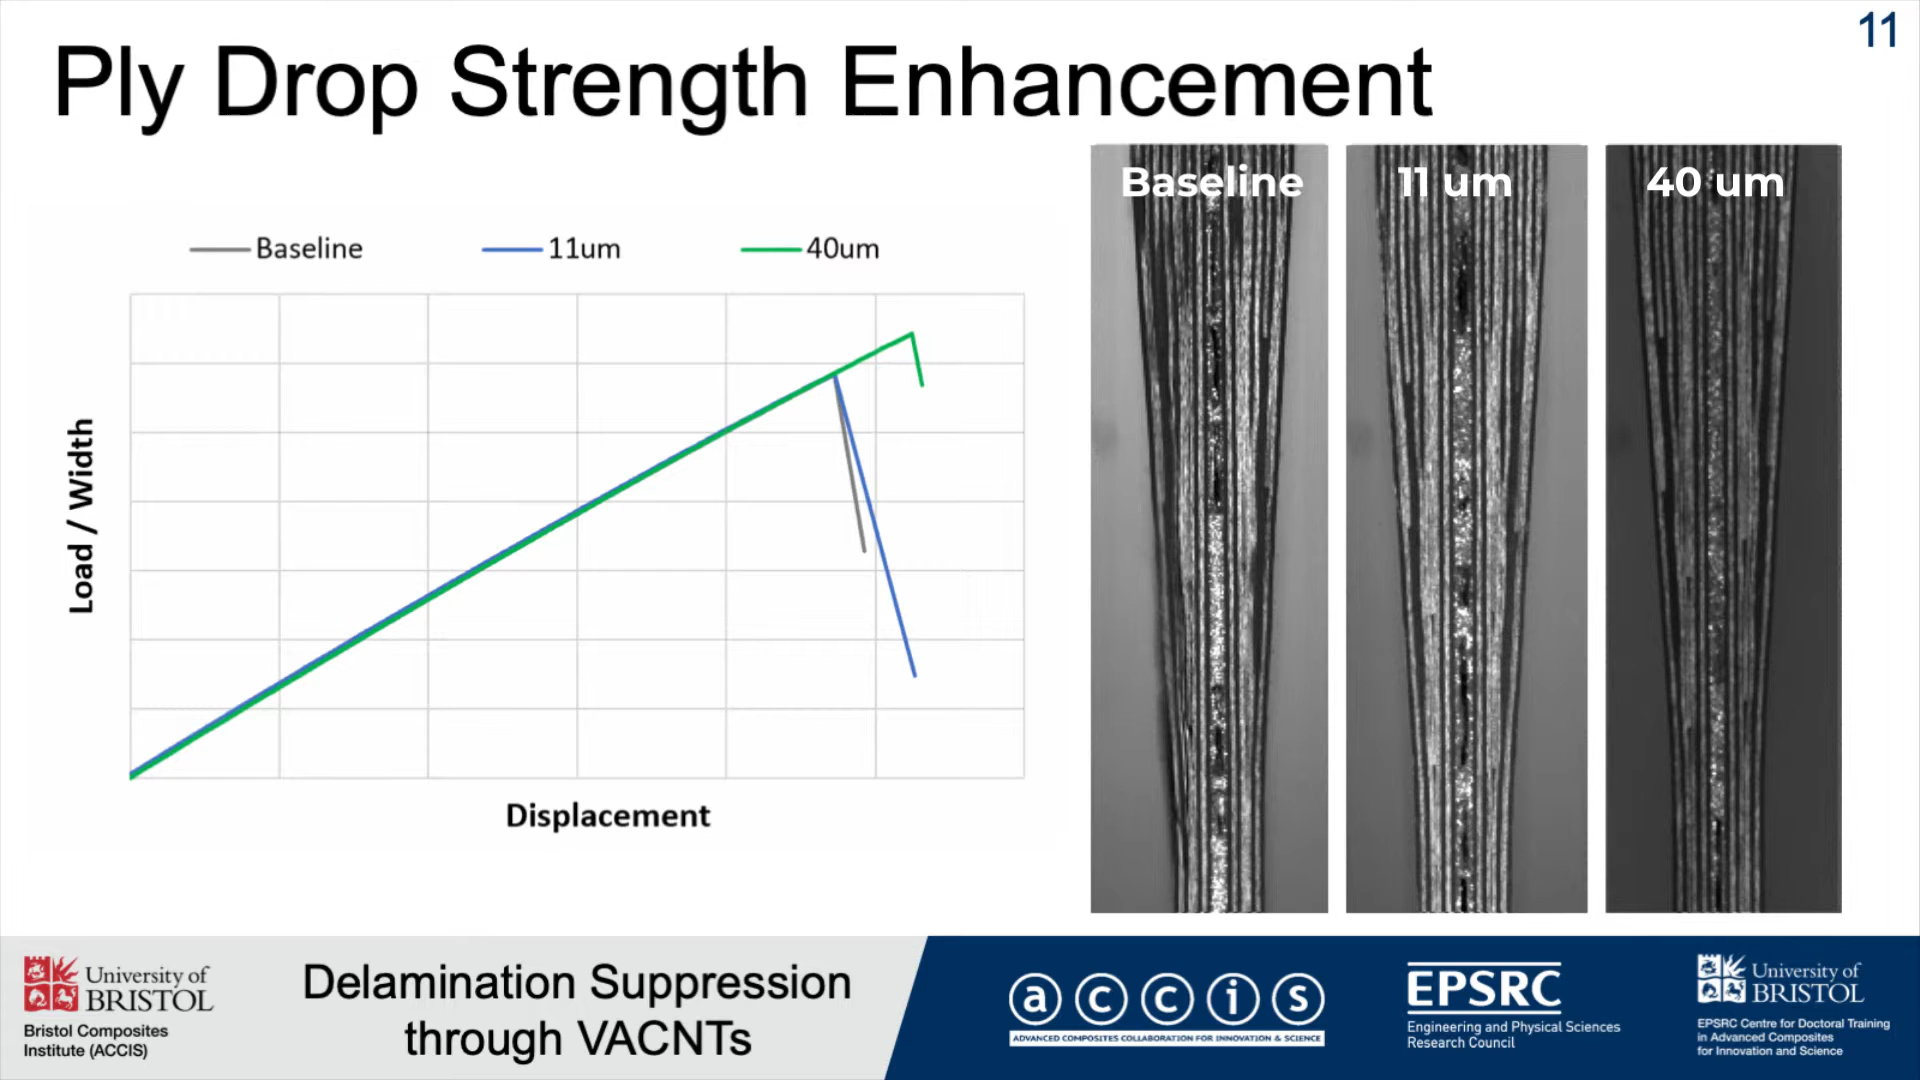 11
Ply Drop Strength Enhancement
Baseline
11um
40um
Load / Width
Displacement
Baseline
11 um
40 um
University of
BRISTOL
Bristol Composites
Institute (ACCIS)
Delamination Suppression
through VACNTs
accis
ADVANCED COMPOSITES COLLABORATION FOR INNOVATION & SCIENCE
EPSRC
Engineering and Physical Sciences
Research Council
University of
BRISTOL
EPSRC Centre for Doctoral Training
in Advanced Composites
for Innovation and Science